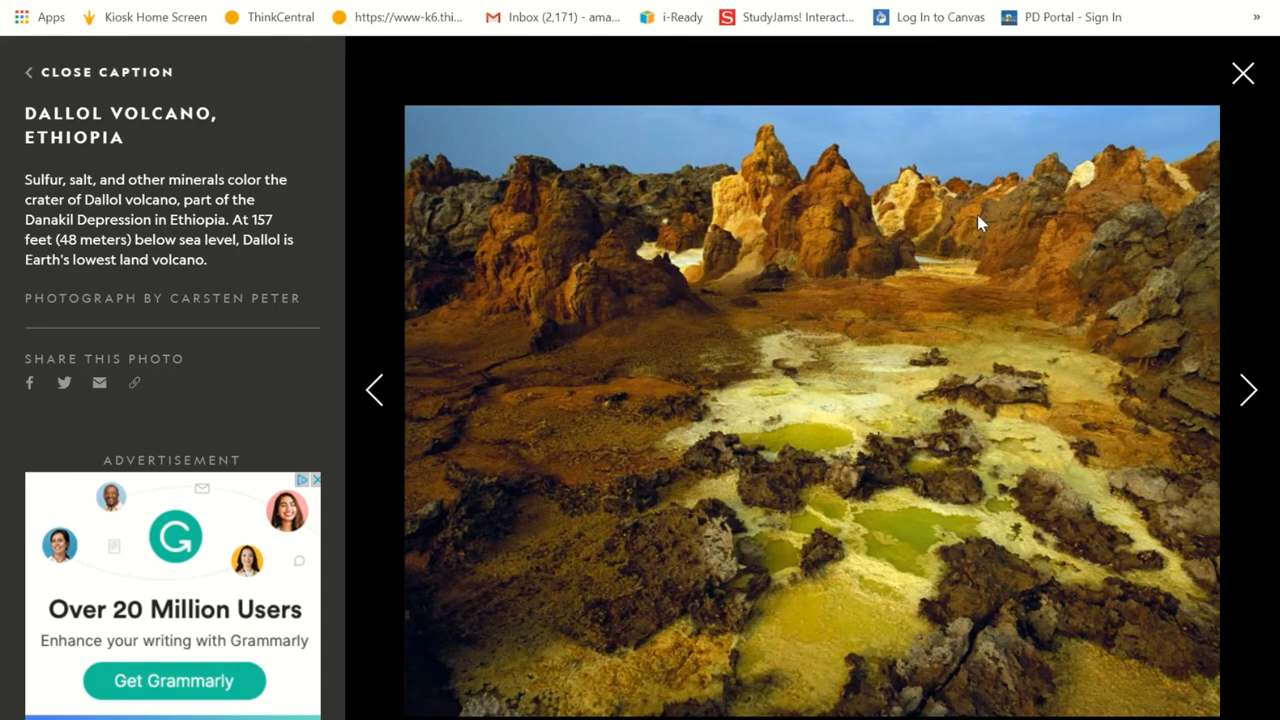 Apps Kiosk Home Screen ThinkCentral https://www-k6.thi... Inbox (2,171) - ama... i-Ready StudyJams! Interact... Log In to Canvas PD Portal - Sign In »
CLOSE CAPTION
DALLOL VOLCANO,
ETHIOPIA
Sulfur, salt, and other minerals color the
crater of Dallol volcano, part of the
Danakil Depression in Ethiopia. At 157
feet (48 meters) below sea level, Dallol is
Earth's lowest land volcano.
PHOTOGRAPH BY CARSTEN PETER
SHARE THIS PHOTO
ADVERTISEMENT
Over 20 Million Users
Enhance your writing with Grammarly
Get Grammarly